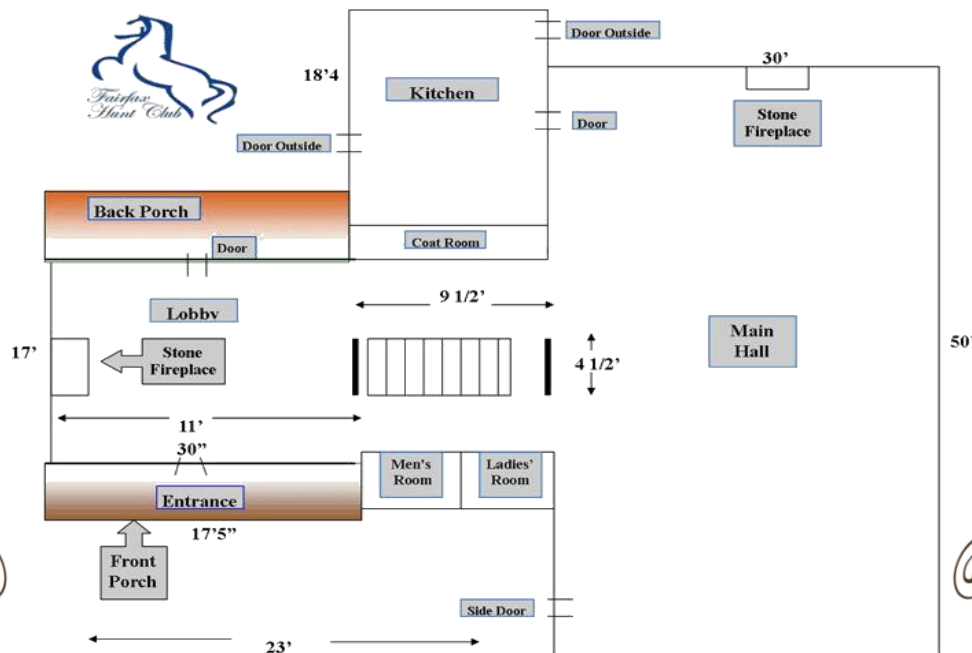 Door Outside
30'
18'4
Kitchen
Fairfax
Hunt Club
Stone
Fireplace
Door
Door Outside
Back Porch
Coat Room
Door
9 1/2'
Lobby
Main
Hall
17'
Stone
Fireplace
4 1/2'
50'
11'
30”
Men's
Room
Ladies'
Room
Entrance
17'5”
Front
Porch
Side Door
23'